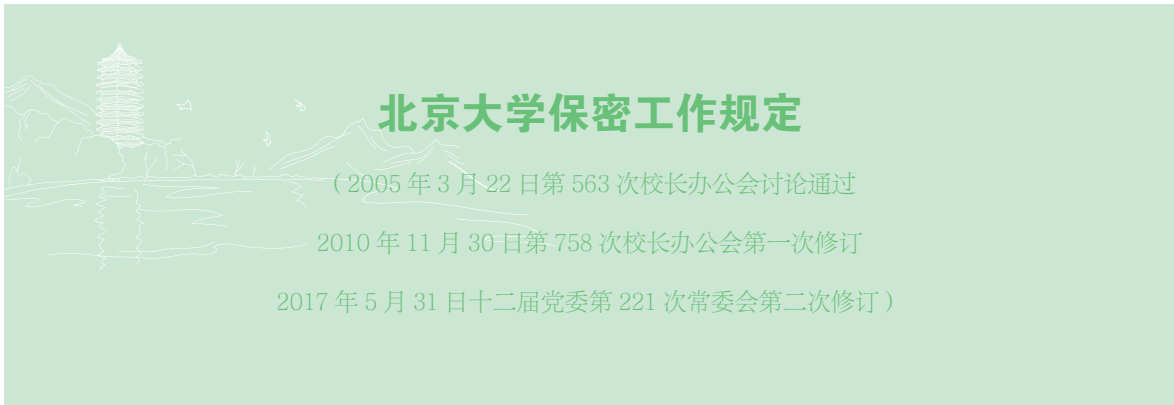 北京大学保密工作规定
（2005 年 3 月 22 日第 563 次校长办公会讨论通过
2010 年 11 月 30 日第 758 次校长办公会第一次修订
2017 年 5 月 31 日十二届党委第 221 次常委会第二次修订）